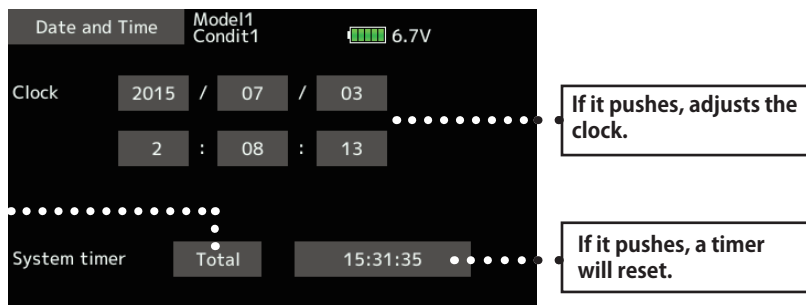 Date and Time Model1
Condit1 6.7V
Clock 2015 / 07 / 03
2 : 08 : 13
If it pushes, adjusts the
clock.
System timer Total 15:31:35
If it pushes, a timer
will reset.